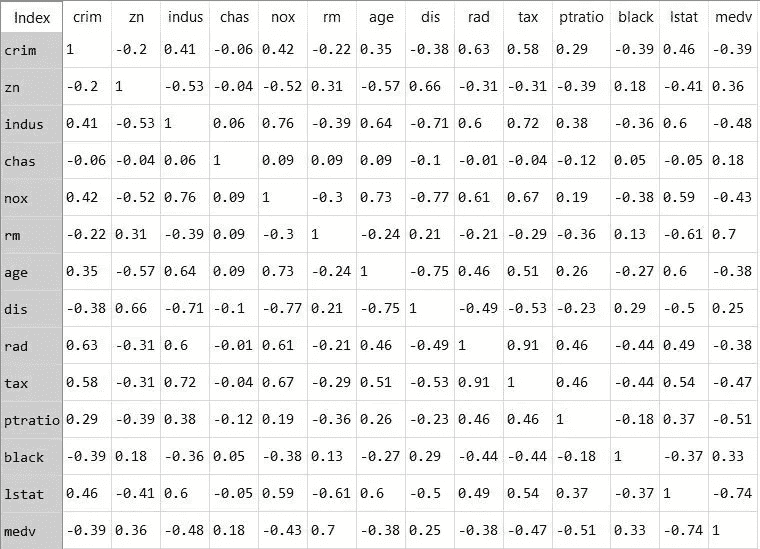 Index crim zn indus chas nox rm age dis rad tax ptratio black lstat medv
crim 1 -0.2 0.41 -0.06 0.42 -0.22 0.35 -0.38 0.63 0.58 0.29 -0.39 0.46 -0.39
zn -0.2 1 -0.53 -0.04 -0.52 0.31 -0.57 0.66 -0.31 -0.31 -0.39 0.18 -0.41 0.36
indus 0.41 -0.53 1 0.06 0.76 -0.39 0.64 -0.71 0.6 0.72 0.38 -0.36 0.6 -0.48
chas -0.06 -0.04 0.06 1 0.09 0.09 0.09 -0.1 -0.01 -0.04 -0.12 0.05 -0.05 0.18
nox 0.42 -0.52 0.76 0.09 1 -0.3 0.73 -0.77 0.61 0.67 0.19 -0.38 0.59 -0.43
rm -0.22 0.31 -0.39 0.09 -0.3 1 -0.24 0.21 -0.21 -0.29 -0.36 0.13 -0.61 0.7
age 0.35 -0.57 0.64 0.09 0.73 -0.24 1 -0.75 0.46 0.51 0.26 -0.27 0.6 -0.38
dis -0.38 0.66 -0.71 -0.1 -0.77 0.21 -0.75 1 -0.49 -0.53 -0.23 0.29 -0.5 0.25
rad 0.63 -0.31 0.6 -0.01 0.61 -0.21 0.46 -0.49 1 0.91 0.46 -0.44 0.49 -0.38
tax 0.58 -0.31 0.72 -0.04 0.67 -0.29 0.51 -0.53 0.91 1 0.46 -0.44 0.54 -0.47
ptratio 0.29 -0.39 0.38 -0.12 0.19 -0.36 0.26 -0.23 0.46 0.46 1 -0.18 0.37 -0.51
black -0.39 0.18 -0.36 0.05 -0.38 0.13 -0.27 0.29 -0.44 -0.44 -0.18 1 -0.37 0.33
lstat 0.46 -0.41 0.6 -0.05 0.59 -0.61 0.6 -0.5 0.49 0.54 0.37 -0.37 1 -0.74
medv -0.39 0.36 -0.48 0.18 -0.43 0.7 -0.38 0.25 -0.38 -0.47 -0.51 0.33 -0.74 1